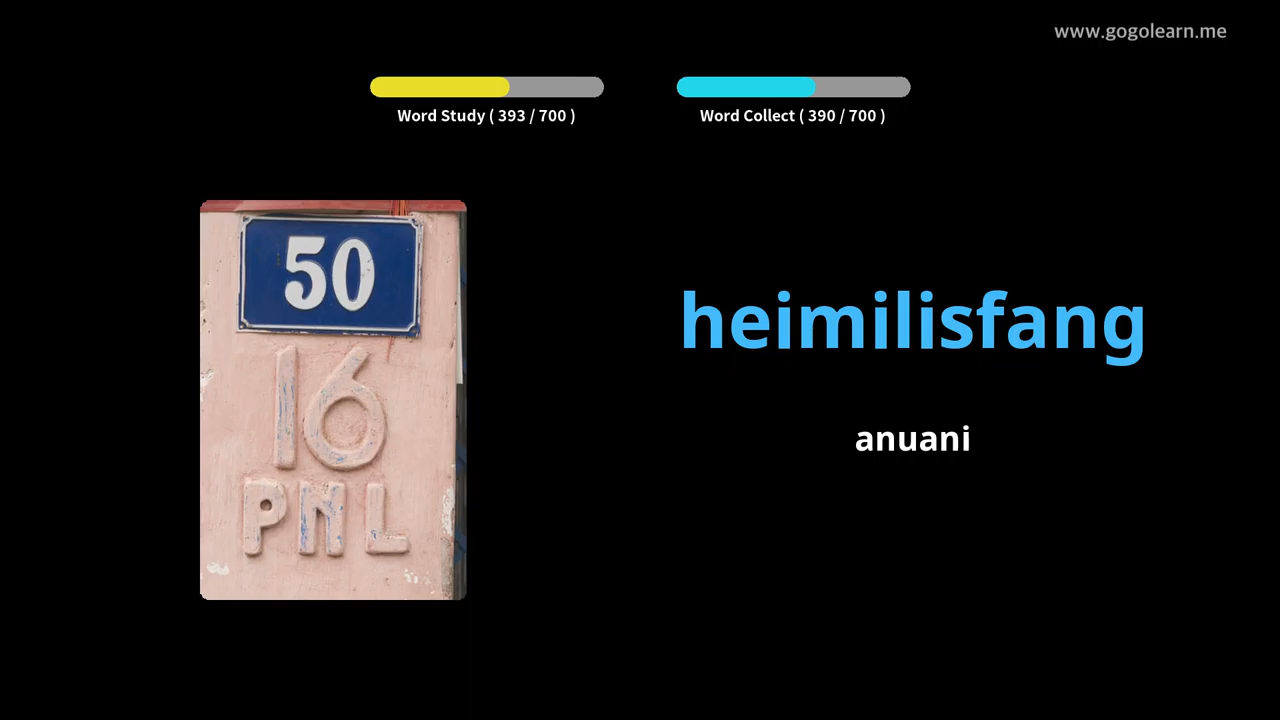 www.gogolearn.me
Word Study ( 393 / 700 )
Word Collect ( 390 / 700 )
50
16
PNL
heimilisfang
anuani